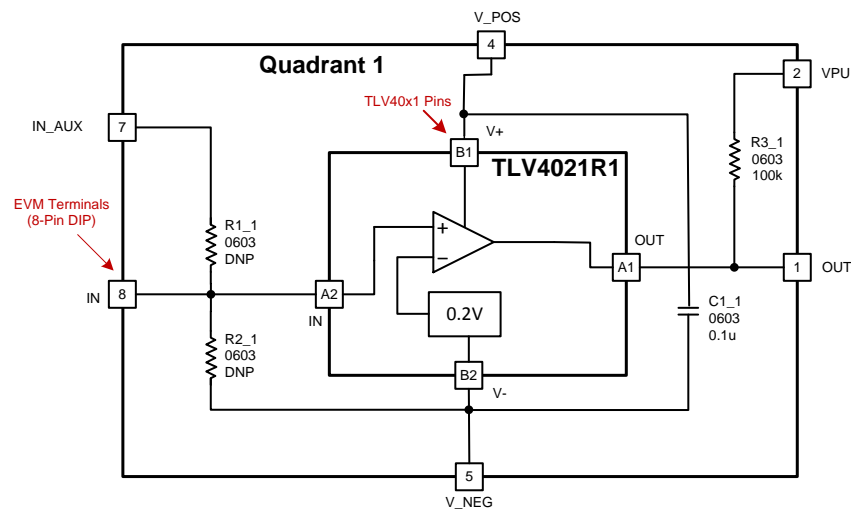 V_POS
4
Quadrant 1
2
VPU
TLV40x1 Pins
IN_AUX
7
V+
B1
TLV4021R1
R3_1
0603
100k
EVM Terminals
(8-Pin DIP)
R1_1
0603
DNP
+
−
OUT
A1
1
OUT
8
IN
A2
IN
0.2V
C1_1
0603
0.1u
R2_1
0603
DNP
B2
V-
5
V_NEG